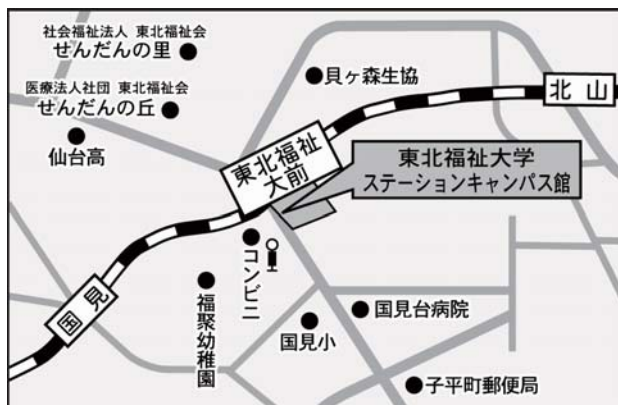 社会福祉法人 東北福祉会
せんだんの里
医療法人社団 東北福祉会
せんだんの丘
仙台高
貝ヶ森生協
北山
東北福祉
大前
東北福祉大学
ステーションキャンパス館
コンビニ
国見
福聚幼稚園
国見小
国見台病院
子平町郵便局